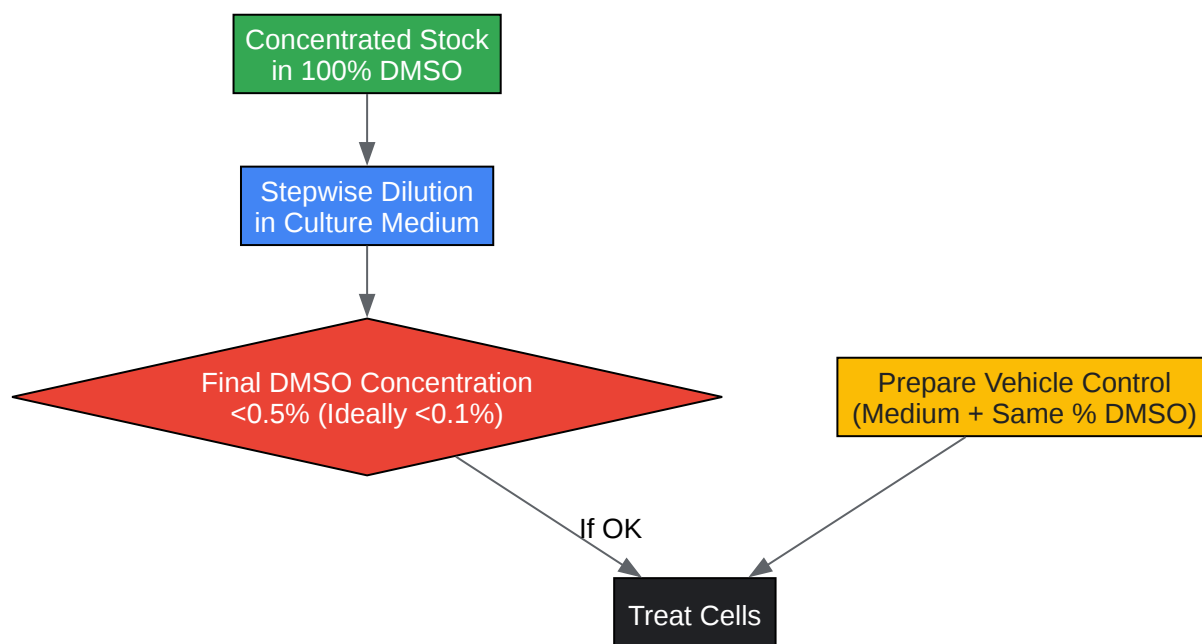 Concentrated Stock
in 100% DMSO
Stepwise Dilution
in Culture Medium
Final DMSO Concentration
<0.5% (Ideally <0.1%)
Prepare Vehicle Control
(Medium + Same % DMSO)
If OK
Treat Cells